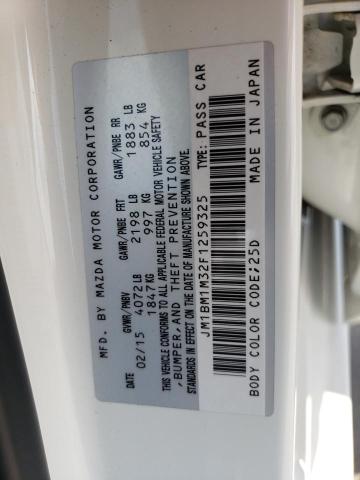 MFD. BY MAZDA MOTOR CORPORATION
GVWR/PNBV GAWR/PNBE FRT GAWR/PNBE RR
DATE 02/15 4072LB 2198 LB 1883 LB
1847KG 997 KG 854 KG
THIS VEHICLE CONFORMS TO ALL APPLICABLE FEDERAL MOTOR VEHICLE SAFETY
,BUMPER,AND THEFT PREVENTION
STANDARDS IN EFFECT ON THE DATE OF MANUFACTURE SHOWN ABOVE.
JM1BM1M32F1259325 TYPE: PASS CAR
BODY COLOR CODE;25D MADE IN JAPAN